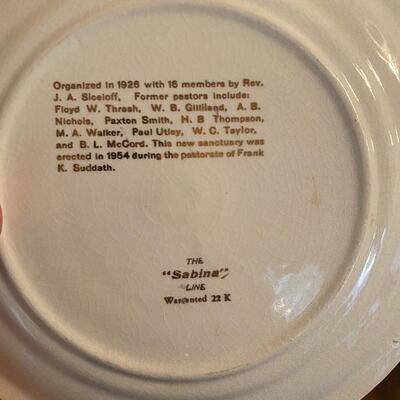 Organized in 1926 with 16 members by Rev.
J. A. Siceloff, Former pastors include:
Floyd W. Thrash, W. B. Gilliland, A. B.
Nichols, Paxton Smith, H. B Thompson,
M. A. Walker, Paul Utley, W. C. Taylor,
and B. L. McCord. This new sanctuary was
erected in 1954 during the pastorate of Frank
K. Suddath.
THE
"Sabina"
LINE
Warranted 22 K